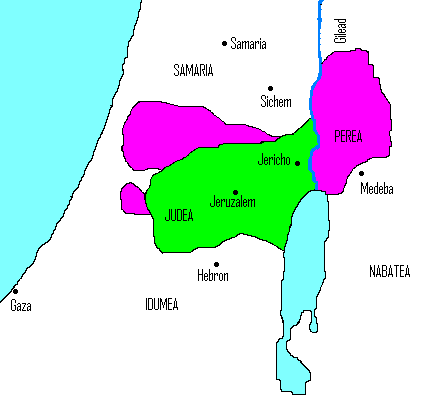 Gilead
Samaria
SAMARIA
Sichem
PEREA
Jericho
Medeba
Jeruzalem
JUDEA
Hebron
NABATEA
IDUMEA
Gaza